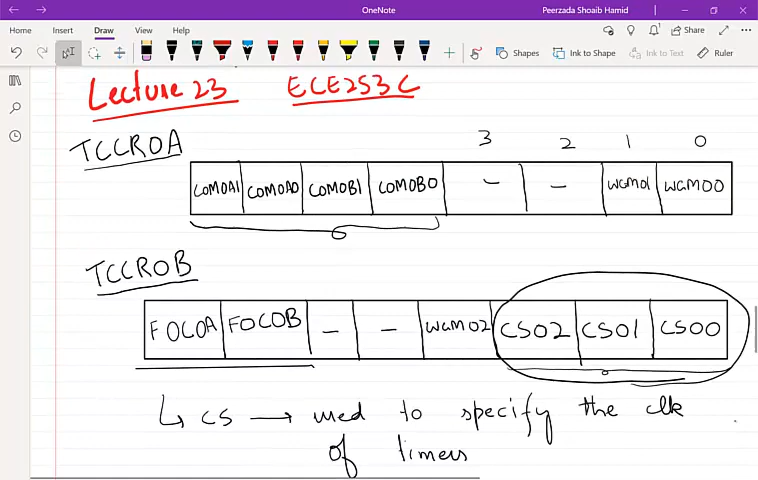 OneNote
Peerzada Shoaib Hamid
Home Insert Draw View Help Share
Shapes Ink to Shape Ink to Text Ruler
Lecture 23 ECE253C
TCCR0A
3 2 1 0
COM0A1 COM0A0 COM0B1 COM0B0 - - WGM01 WGM00
TCCR0B
FOC0A FOC0B - - WGM02 CS02 CS01 CS00
↳ CS → used to specify the clk
of timers